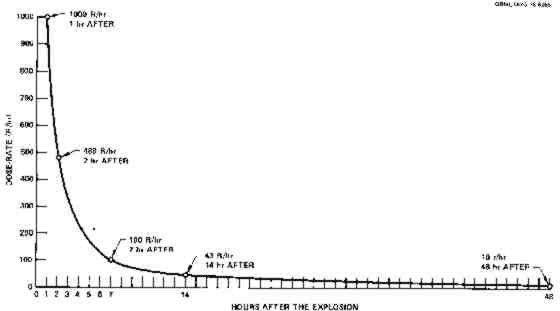 1000
1000 R/hr
1 hr AFTER
900
800
700
600
500
480 R/hr
2 hr AFTER
400
300
200
100
0
100 R/hr
7 hr AFTER
43 R/hr
14 hr AFTER
10 r/hr
48 hr AFTER
DOSE-RATE (R/hr)
0 1 2 3 4 5 6 7 14 48
HOURS AFTER THE EXPLOSION